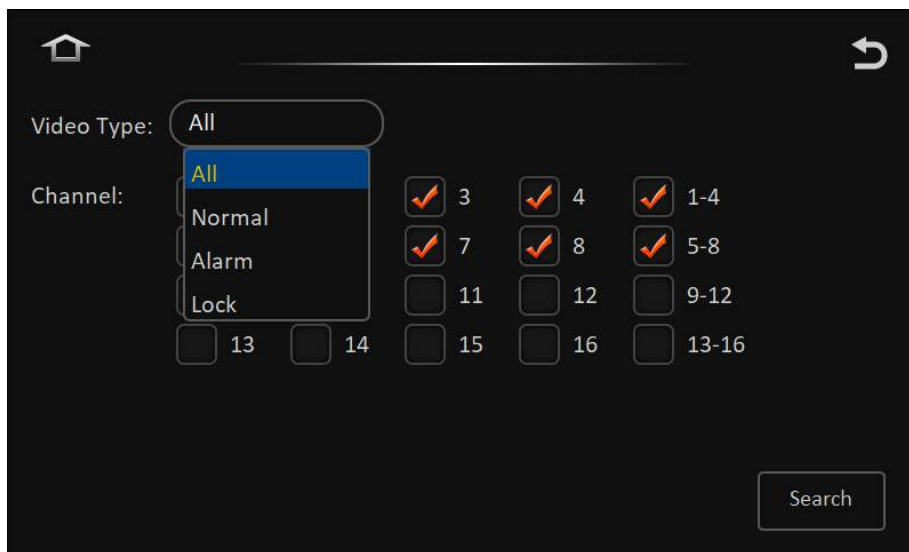 Video Type: All
All
Channel: 3 4 1-4
Normal
7 8 5-8
Alarm
11 12 9-12
Lock
13 14 15 16 13-16
Search